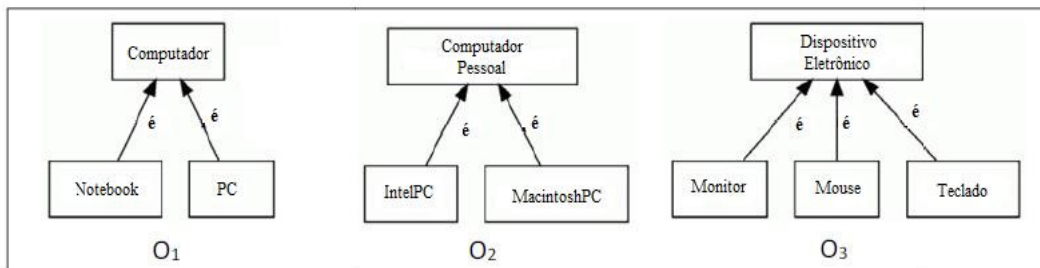 Computador
é
é
Notebook
PC
O₁
Computador
Pessoal
é
é
IntelPC
MacintoshPC
O₂
Dispositivo
Eletrônico
é
é
é
Monitor
Mouse
Teclado
O₃